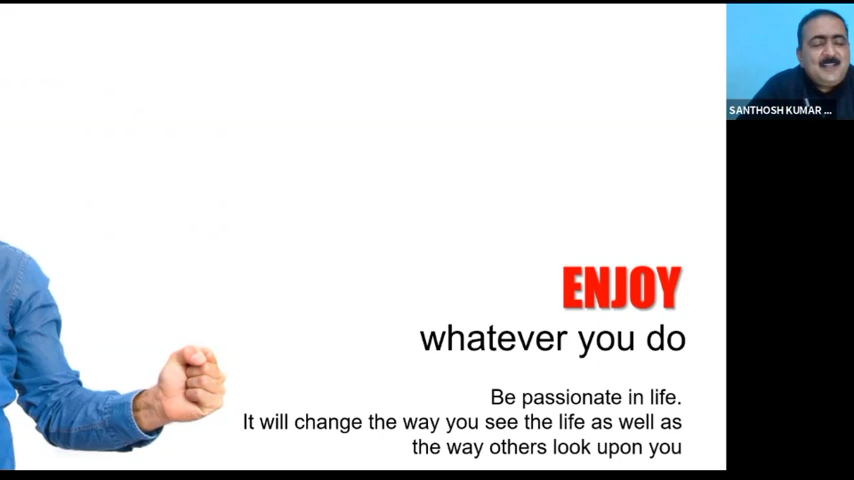 SANTHOSH KUMAR ...
ENJOY
whatever you do
Be passionate in life.
It will change the way you see the life as well as
the way others look upon you